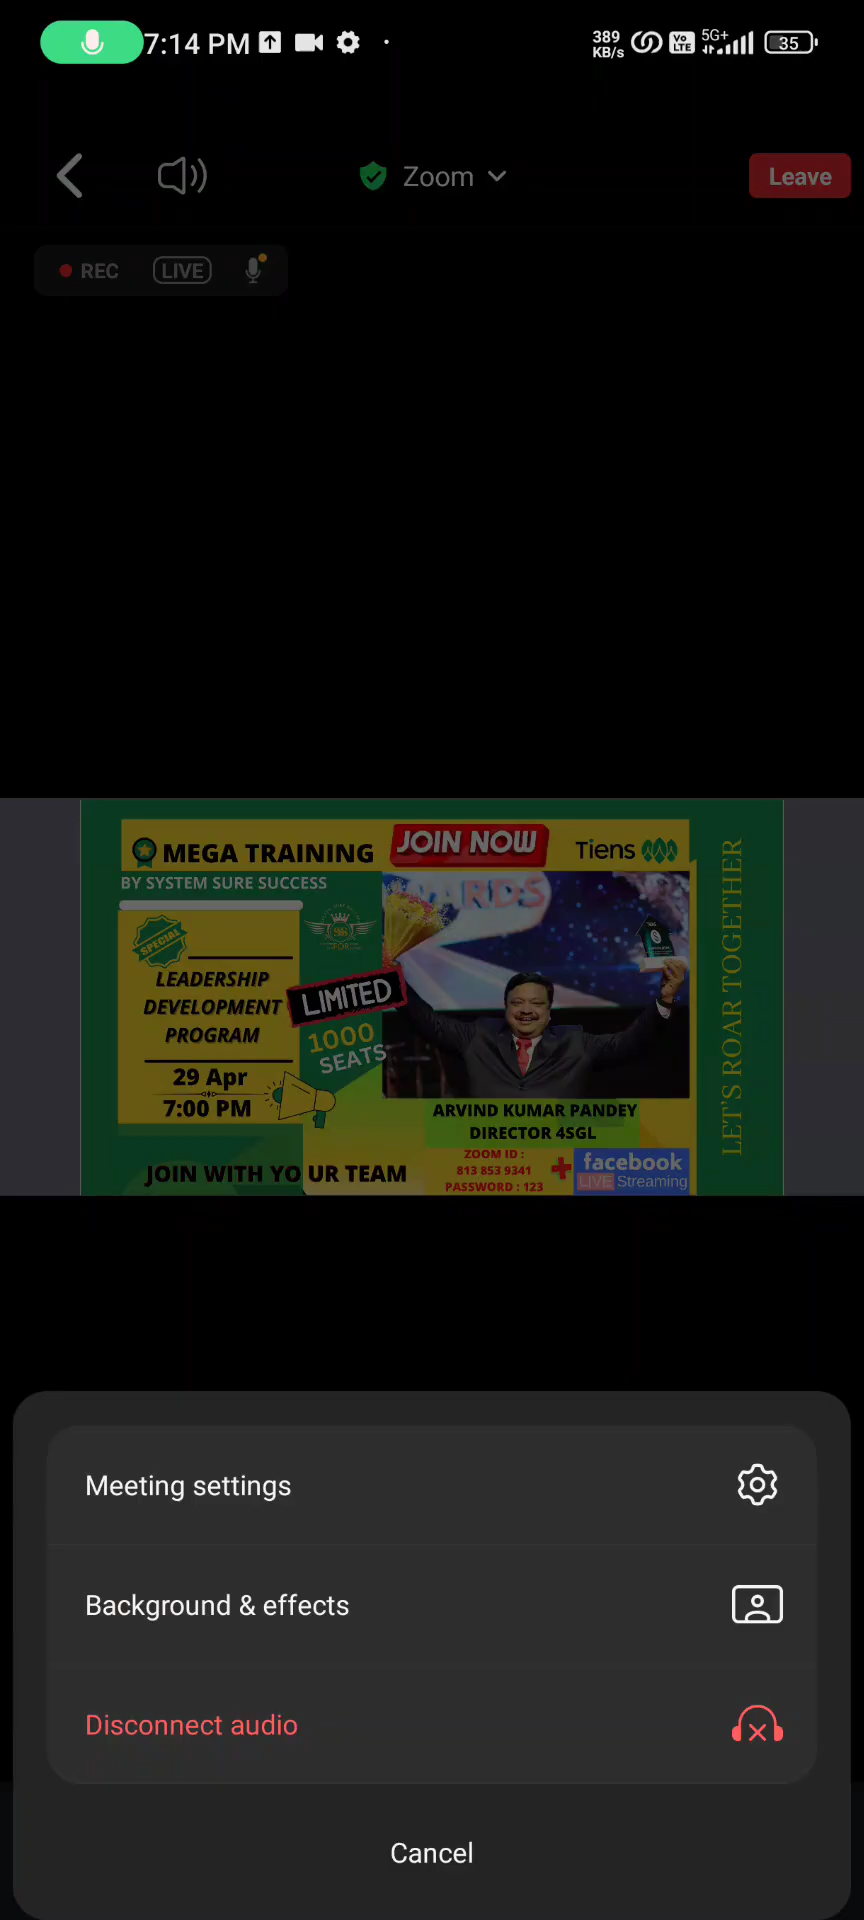 7:14 PM
389 KB/s
Vo LTE
5G+
35
Zoom
Leave
REC
LIVE
MEGA TRAINING
JOIN NOW
Tiens
BY SYSTEM SURE SUCCESS
SPECIAL
LEADERSHIP
DEVELOPMENT
PROGRAM
LIMITED
1000
SEATS
29 Apr
7:00 PM
ARVIND KUMAR PANDEY
DIRECTOR 4SGL
JOIN WITH YO UR TEAM
ZOOM ID :
813 853 9341
PASSWORD : 123
facebook
LIVE Streaming
LET'S ROAR TOGETHER
Meeting settings
Background & effects
Disconnect audio
Cancel